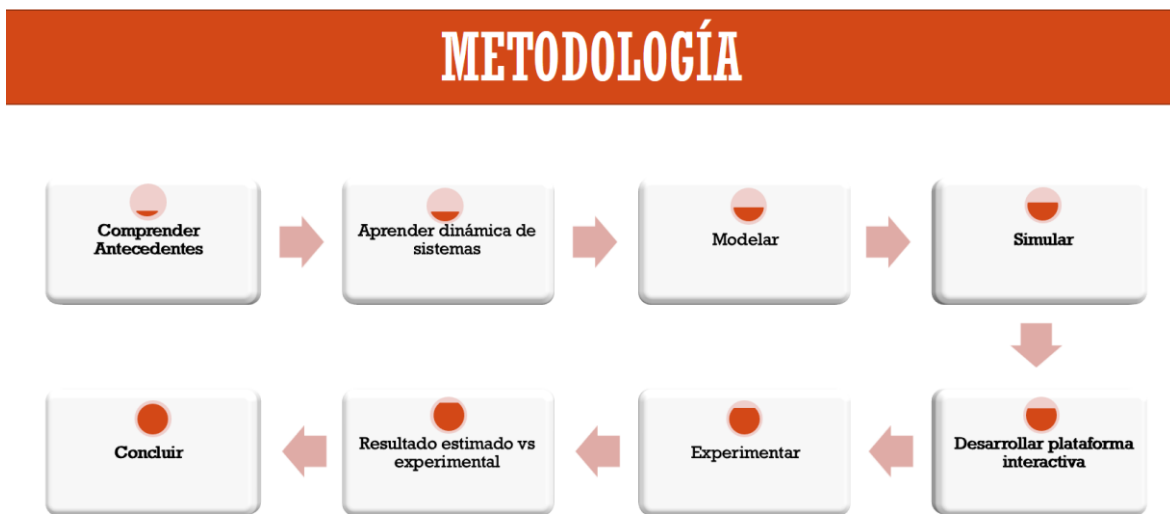 METODOLOGÍA
Comprender
Antecedentes
Aprender dinámica de
sistemas
Modelar
Simular
Desarrollar plataforma
interactiva
Experimentar
Resultado estimado vs
experimental
Concluir